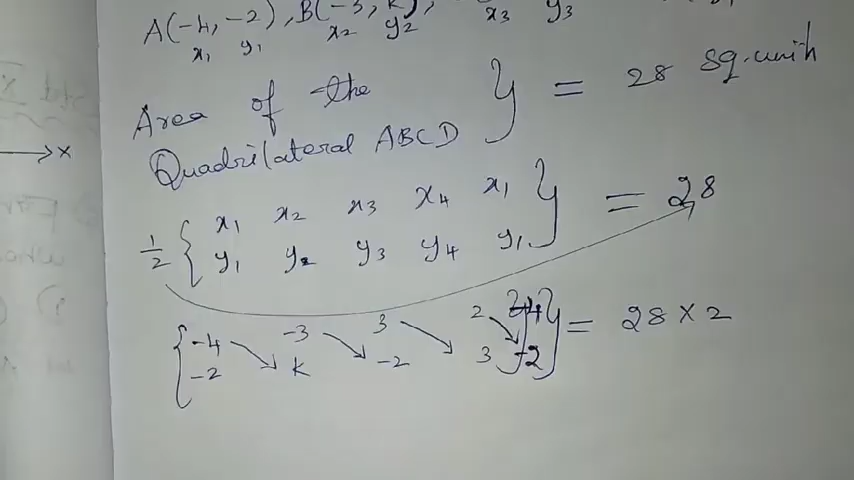 A(-4, -2), B(-3, k),
x₁ y₁ x₂ y₂ x₃ y₃
Area of the
Quadrilateral ABCD } = 28 sq.units
1/2 { x₁ x₂ x₃ x₄ x₁
y₁ y₂ y₃ y₄ y₁ } = 28
{ -4 -3 3 2 -4
-2 k -2 3 -2 } = 28 × 2
→ x